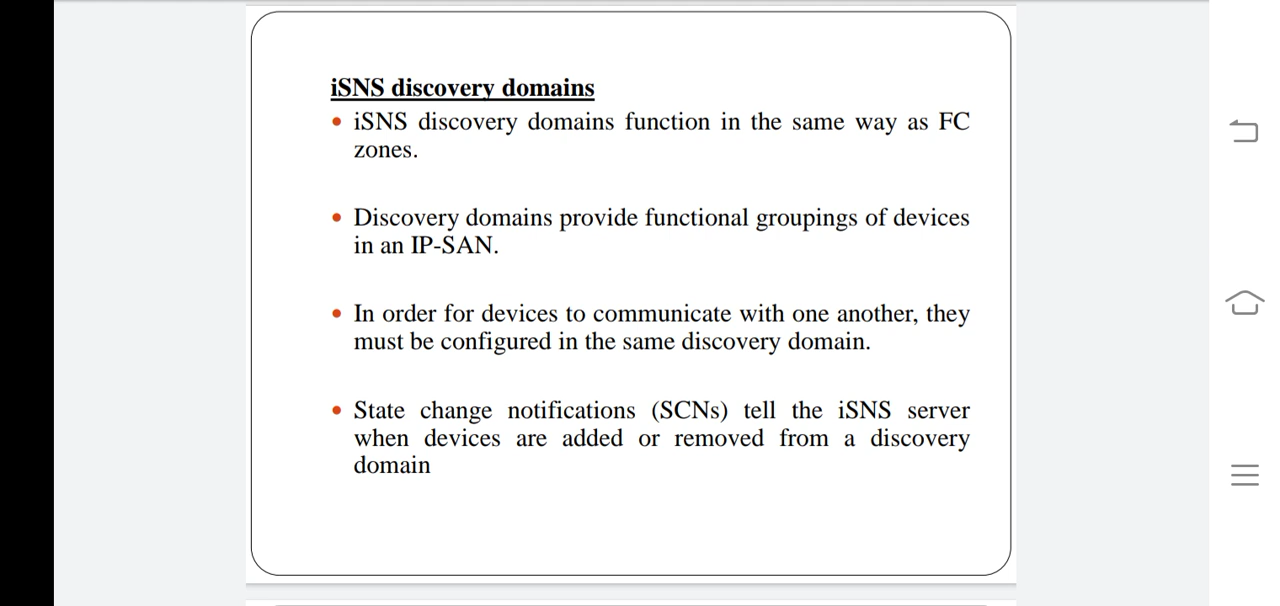 iSNS discovery domains
• iSNS discovery domains function in the same way as FC
zones.
• Discovery domains provide functional groupings of devices
in an IP-SAN.
• In order for devices to communicate with one another, they
must be configured in the same discovery domain.
• State change notifications (SCNs) tell the iSNS server
when devices are added or removed from a discovery
domain